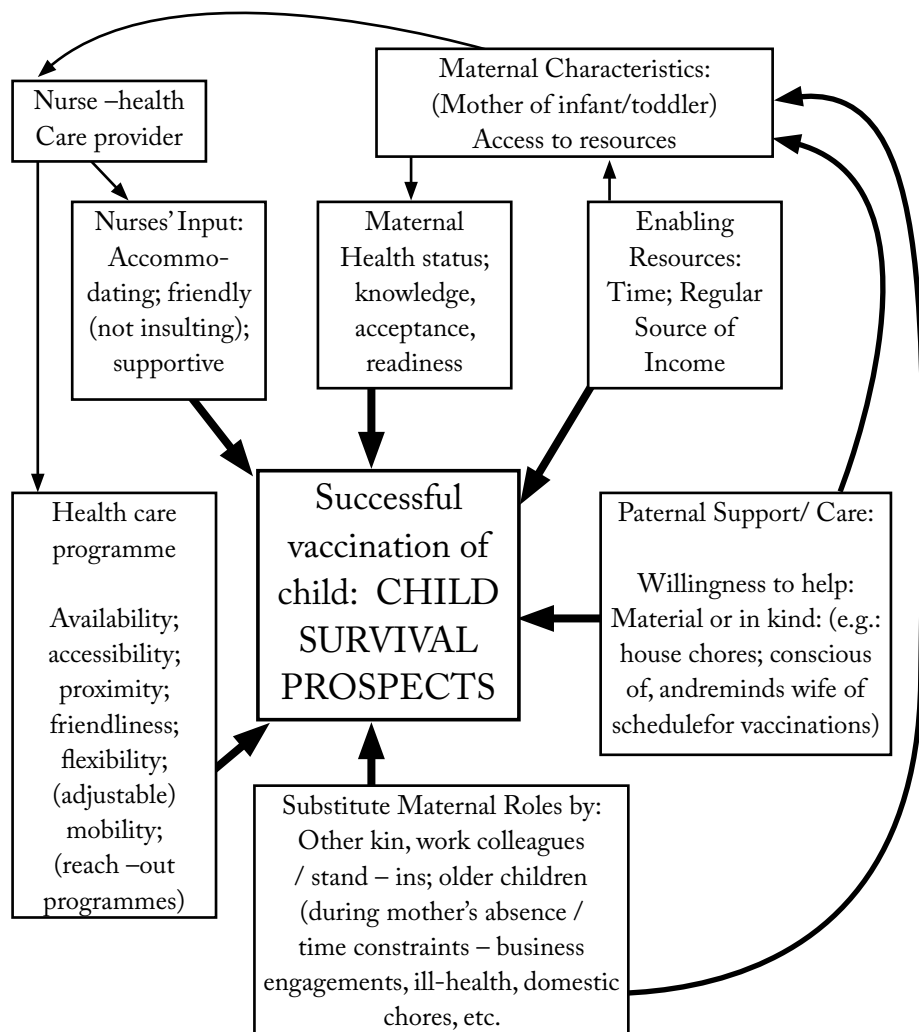 Nurse –health
Care provider
Maternal Characteristics:
(Mother of infant/toddler)
Access to resources
Nurses’ Input:
Accommo-
dating; friendly
(not insulting);
supportive
Maternal
Health status;
knowledge,
acceptance,
readiness
Enabling
Resources:
Time; Regular
Source of
Income
Health care
programme
Availability;
accessibility;
proximity;
friendliness;
flexibility;
(adjustable)
mobility;
(reach –out
programmes)
Successful
vaccination of
child: CHILD
SURVIVAL
PROSPECTS
Paternal Support/ Care:
Willingness to help:
Material or in kind: (e.g.:
house chores; conscious
of, andreminds wife of
schedulefor vaccinations)
Substitute Maternal Roles by:
Other kin, work colleagues
/ stand – ins; older children
(during mother’s absence /
time constraints – business
engagements, ill-health, domestic
chores, etc.